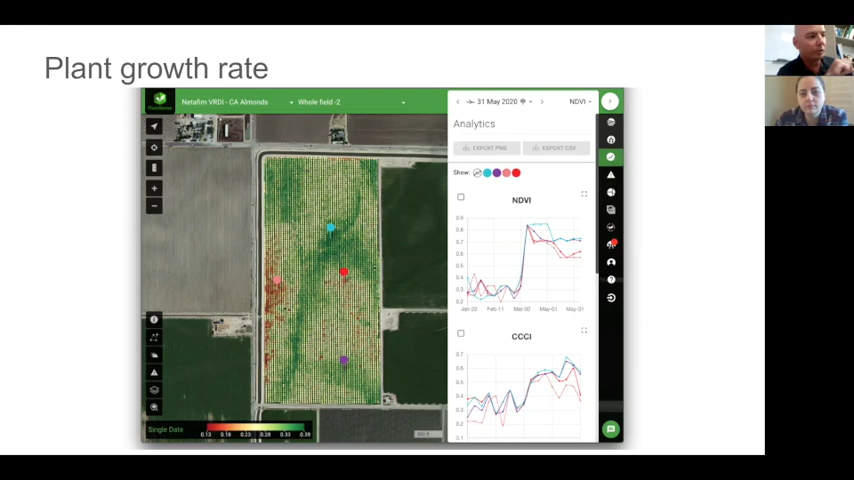 Plant growth rate
Netafim VRDI - CA Almonds
Whole field -2
31 May 2020
NDVI
Analytics
EXPORT PNG
EXPORT CSV
Show:
NDVI
0.9
0.8
0.7
0.6
0.5
0.4
0.3
0.2
Jan-23
Feb-11
Mar-02
May-01
May-31
CCCI
0.7
0.6
0.5
0.4
0.3
0.2
0.1
Single Date
0.13
0.18
0.23
0.28
0.33
0.39